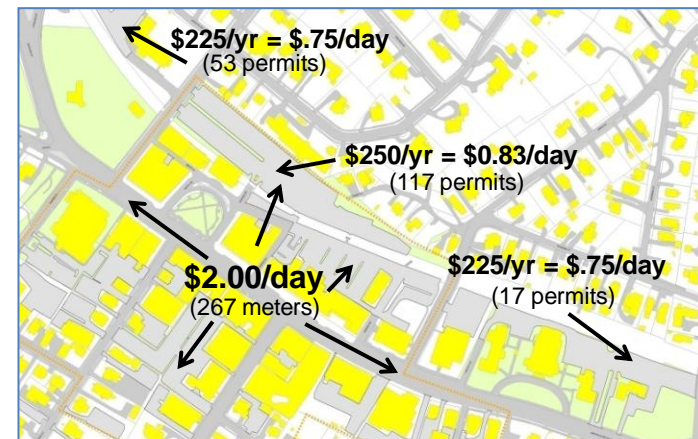 $225/yr = $.75/day
(53 permits)
$250/yr = $0.83/day
(117 permits)
$2.00/day
(267 meters)
$225/yr = $.75/day
(17 permits)